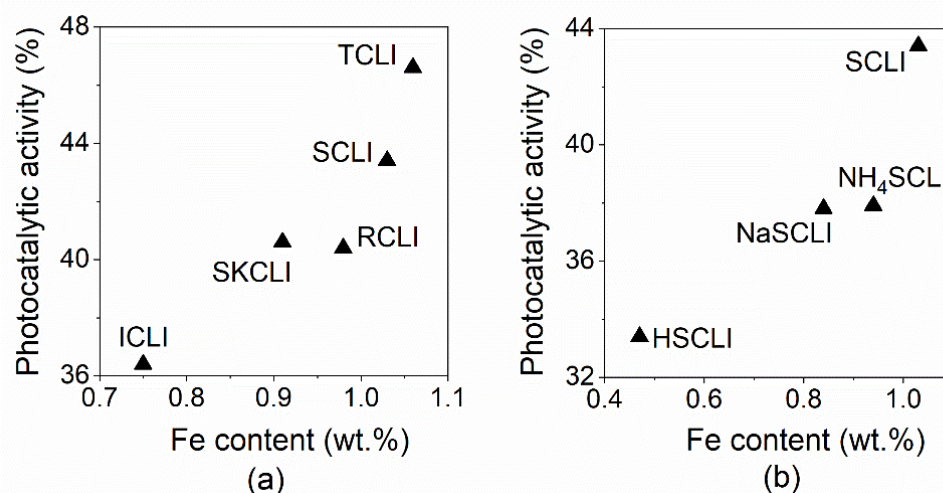 Photocatalytic activity (%)
48
44
40
36
TCLI
SCLI
RCLI
SKCLI
ICLI
0.7 0.8 0.9 1.0 1.1
Fe content (wt.%)
(a)
Photocatalytic activity (%)
44
40
36
32
SCLI
NH₄SCL
NaSCLI
HSCLI
0.4 0.6 0.8 1.0
Fe content (wt.%)
(b)